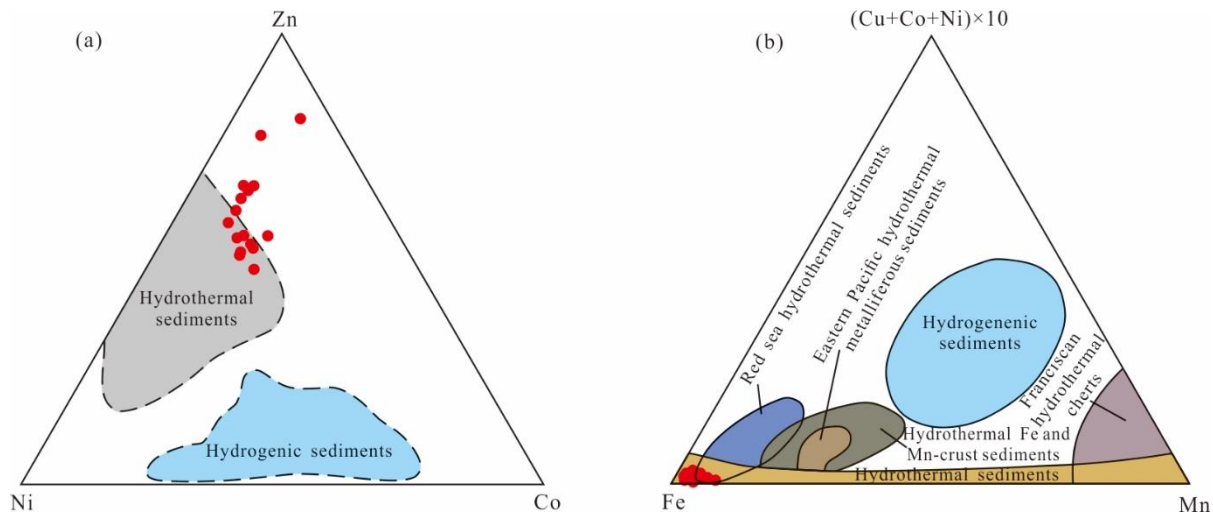 (a)
Zn
Hydrothermal
sediments
Hydrogenic sediments
Ni
Co
(b)
(Cu+Co+Ni)×10
Red sea hydrothermal sediments
Eastern Pacific hydrothermal
metalliferous sediments
Hydrogenenic
sediments
Franciscan
hydrothermal
cherts
Hydrothermal Fe and
Mn-crust sediments
Hydrothermal sediments
Fe
Mn